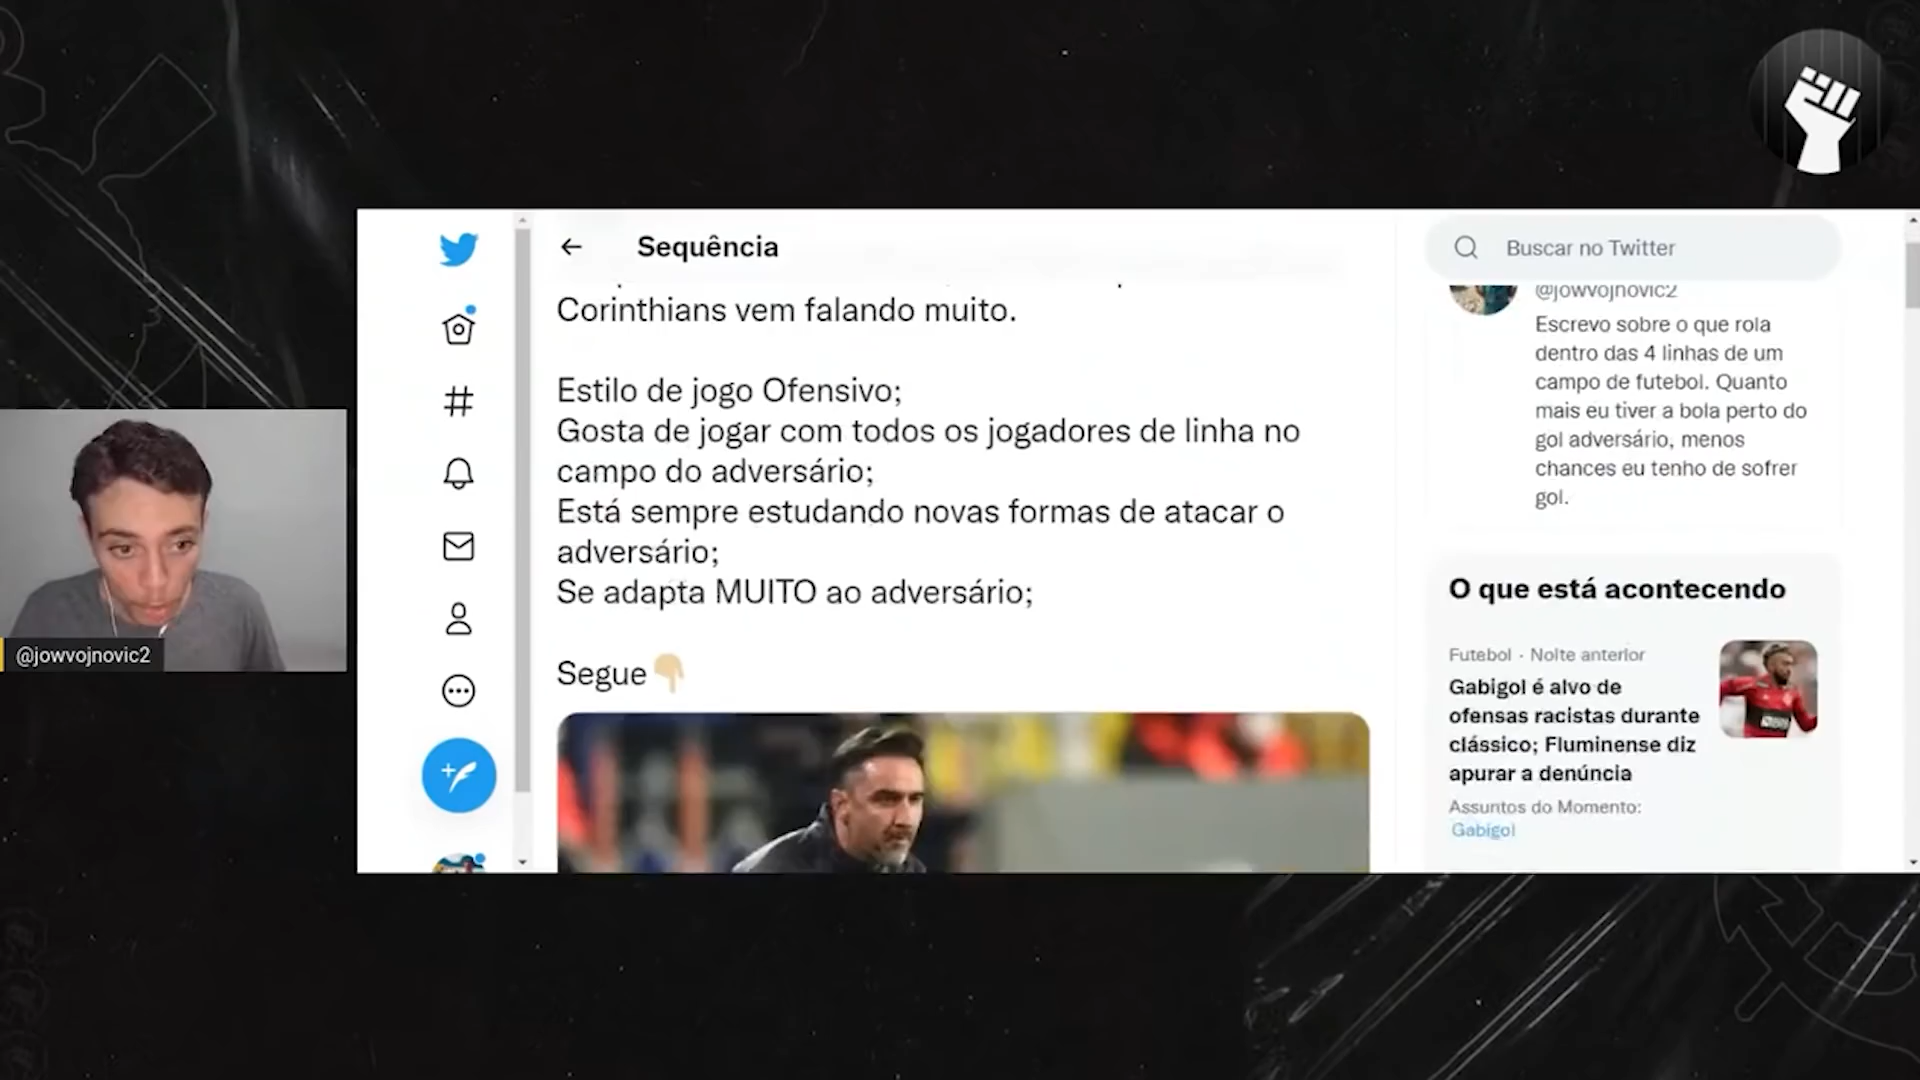 Sequência
Corinthians vem falando muito.
Estilo de jogo Ofensivo;
Gosta de jogar com todos os jogadores de linha no
campo do adversário;
Está sempre estudando novas formas de atacar o
adversário;
Se adapta MUITO ao adversário;
Segue👇🏼
Buscar no Twitter
@jowvojnovic2
Escrevo sobre o que rola
dentro das 4 linhas de um
campo de futebol. Quanto
mais eu tiver a bola perto do
gol adversário, menos
chances eu tenho de sofrer
gol.
O que está acontecendo
Futebol · Noite anterior
Gabigol é alvo de
ofensas racistas durante
clássico; Fluminense diz
apurar a denúncia
Assuntos do Momento:
Gabigol
@jowvojnovic2